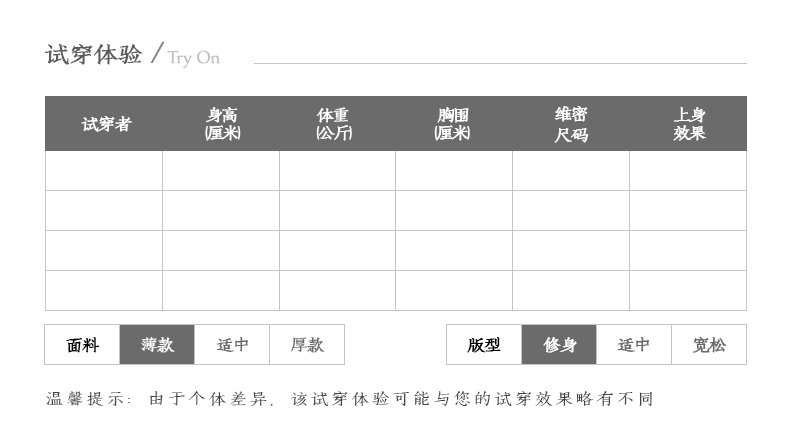 试穿体验 / Try On
试穿者 身高 (厘米) 体重 (公斤) 胸围 (厘米) 维密 尺码 上身 效果
面料 薄款 适中 厚款 版型 修身 适中 宽松
温馨提示: 由于个体差异, 该试穿体验可能与您的试穿效果略有不同